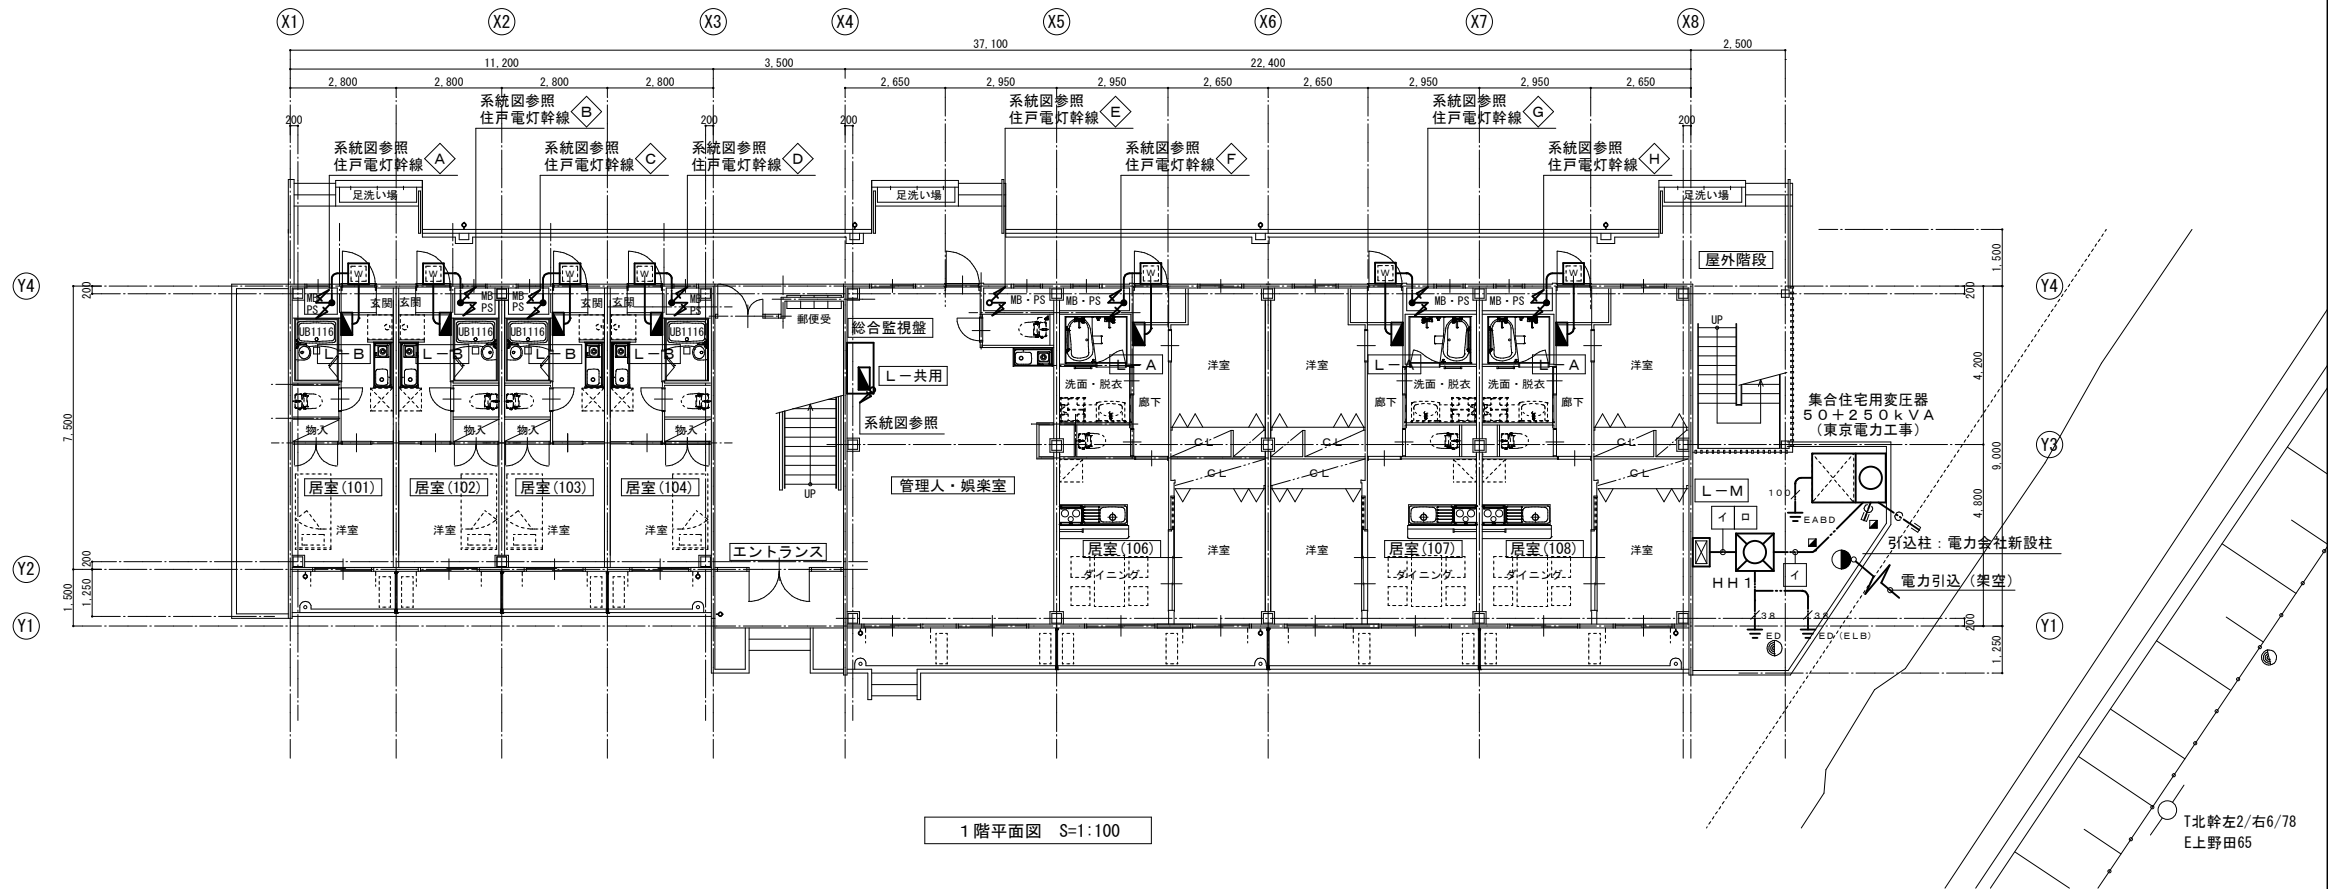 X1 X2 X3 X4 X5 X6 X7 X8
37,100 2,500
11,200 3,500 22,400
2,800 2,800 2,800 2,800 2,650 2,950 2,950 2,650 2,650 2,950 2,950 2,650
系統図参照
住戸電灯幹線 B
系統図参照
住戸電灯幹線 E
系統図参照
住戸電灯幹線 G
200 200 200 200
系統図参照
住戸電灯幹線 A
系統図参照
住戸電灯幹線 C
系統図参照
住戸電灯幹線 D
系統図参照
住戸電灯幹線 F
系統図参照
住戸電灯幹線 H
足洗い場 足洗い場 足洗い場
1,500
屋外階段
W W W W W W W
Y4 Y4
200 200
MB
PS
玄関 玄関
MB
PS
MB
PS
玄関 玄関
MB
PS
MB・PS MB・PS MB・PS MB・PS
郵便受
総合監視盤
UP
UB1116 UB1116 UB1116 UB1116
L－B L－B L－B L－B
L－A L－A L－A
洋室 洋室 洋室
L－共用
洗面・脱衣 洗面・脱衣 洗面・脱衣
廊下 廊下 廊下
4,200
集合住宅用変圧器
50＋250kVA
(東京電力工事)
系統図参照
物入 物入 物入
7,500
CL CL CL
Y3
9,000
CL CL CL
居室(101) 居室(102) 居室(103) 居室(104)
UP
管理人・娯楽室
L－M
100
EABD
4,800
イ ロ
洋室 洋室 洋室 洋室
エントランス
居室(106) 洋室 洋室 居室(107) 居室(108) 洋室
引込柱：電力会社新設柱
Y2
200
ダイニング ダイニング ダイニング
イ
HH1
電力引込(架空)
1,500
1,250
38 38
200
Y1 Y1
ED ED(ELB)
1,250
1階平面図 S=1:100
T北幹左2/右6/78
E上野田65